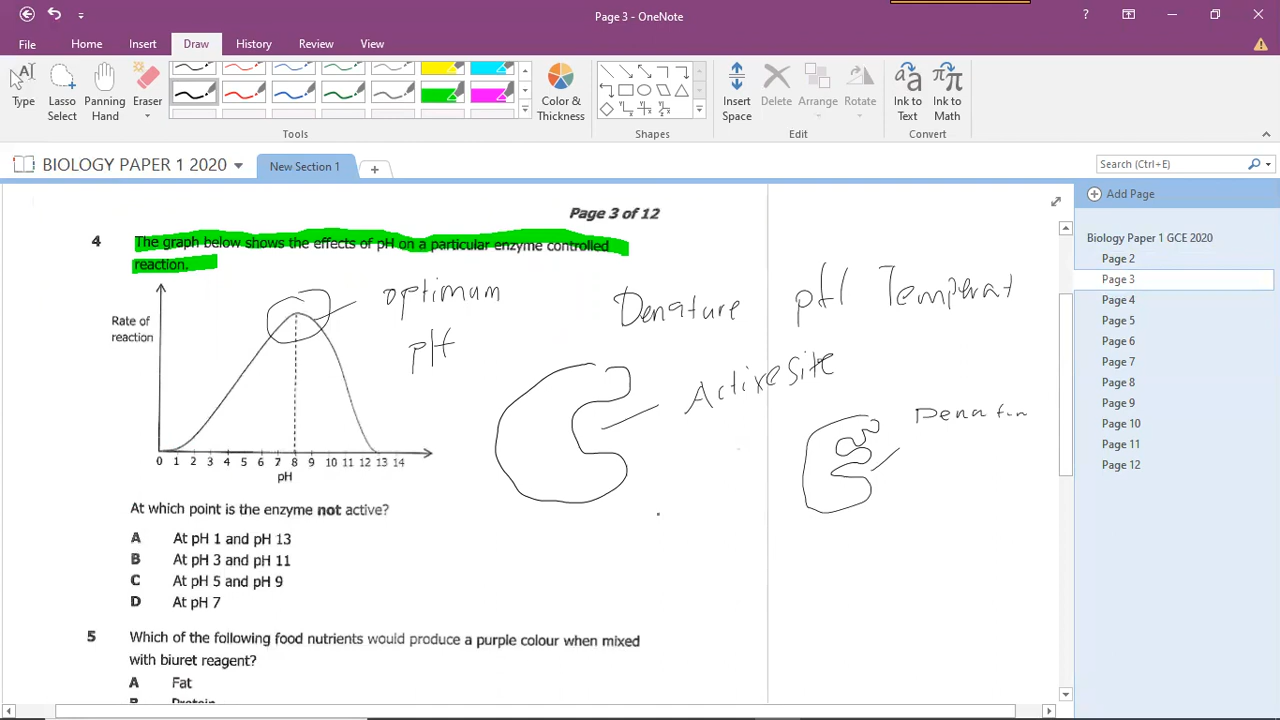 Page 3 - OneNote
File
Home
Insert
Draw
History
Review
View
Type
Lasso Select
Panning Hand
Eraser
Color & Thickness
Insert Space
Delete
Arrange
Rotate
Ink to Text
Ink to Math
Tools
Shapes
Edit
Convert
BIOLOGY PAPER 1 2020
New Section 1
Search (Ctrl+E)
Add Page
Biology Paper 1 GCE 2020
Page 2
Page 3
Page 4
Page 5
Page 6
Page 7
Page 8
Page 9
Page 10
Page 11
Page 12
Page 3 of 12
4 The graph below shows the effects of pH on a particular enzyme controlled
reaction.
Rate of
reaction
0 1 2 3 4 5 6 7 8 9 10 11 12 13 14
pH
optimum
pH
Denature pH Temperat
Active Site
Denatur
At which point is the enzyme not active?
A At pH 1 and pH 13
B At pH 3 and pH 11
C At pH 5 and pH 9
D At pH 7
5 Which of the following food nutrients would produce a purple colour when mixed
with biuret reagent?
A Fat
B Protein